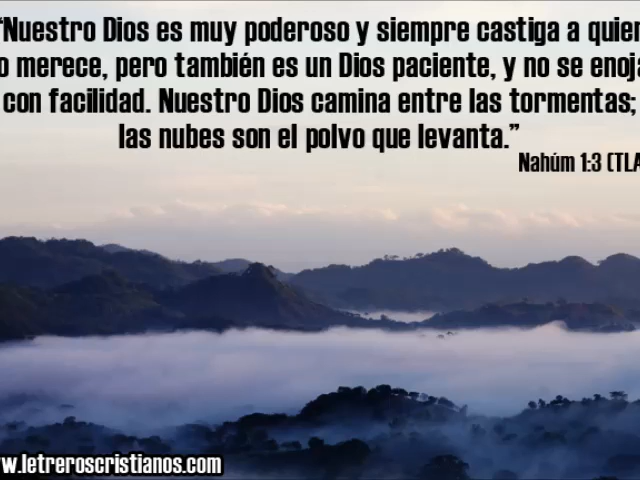 “Nuestro Dios es muy poderoso y siempre castiga a quien
o merece, pero también es un Dios paciente, y no se enoja
con facilidad. Nuestro Dios camina entre las tormentas;
las nubes son el polvo que levanta.”
Nahúm 1:3 (TLA
ww.letreroscristianos.com